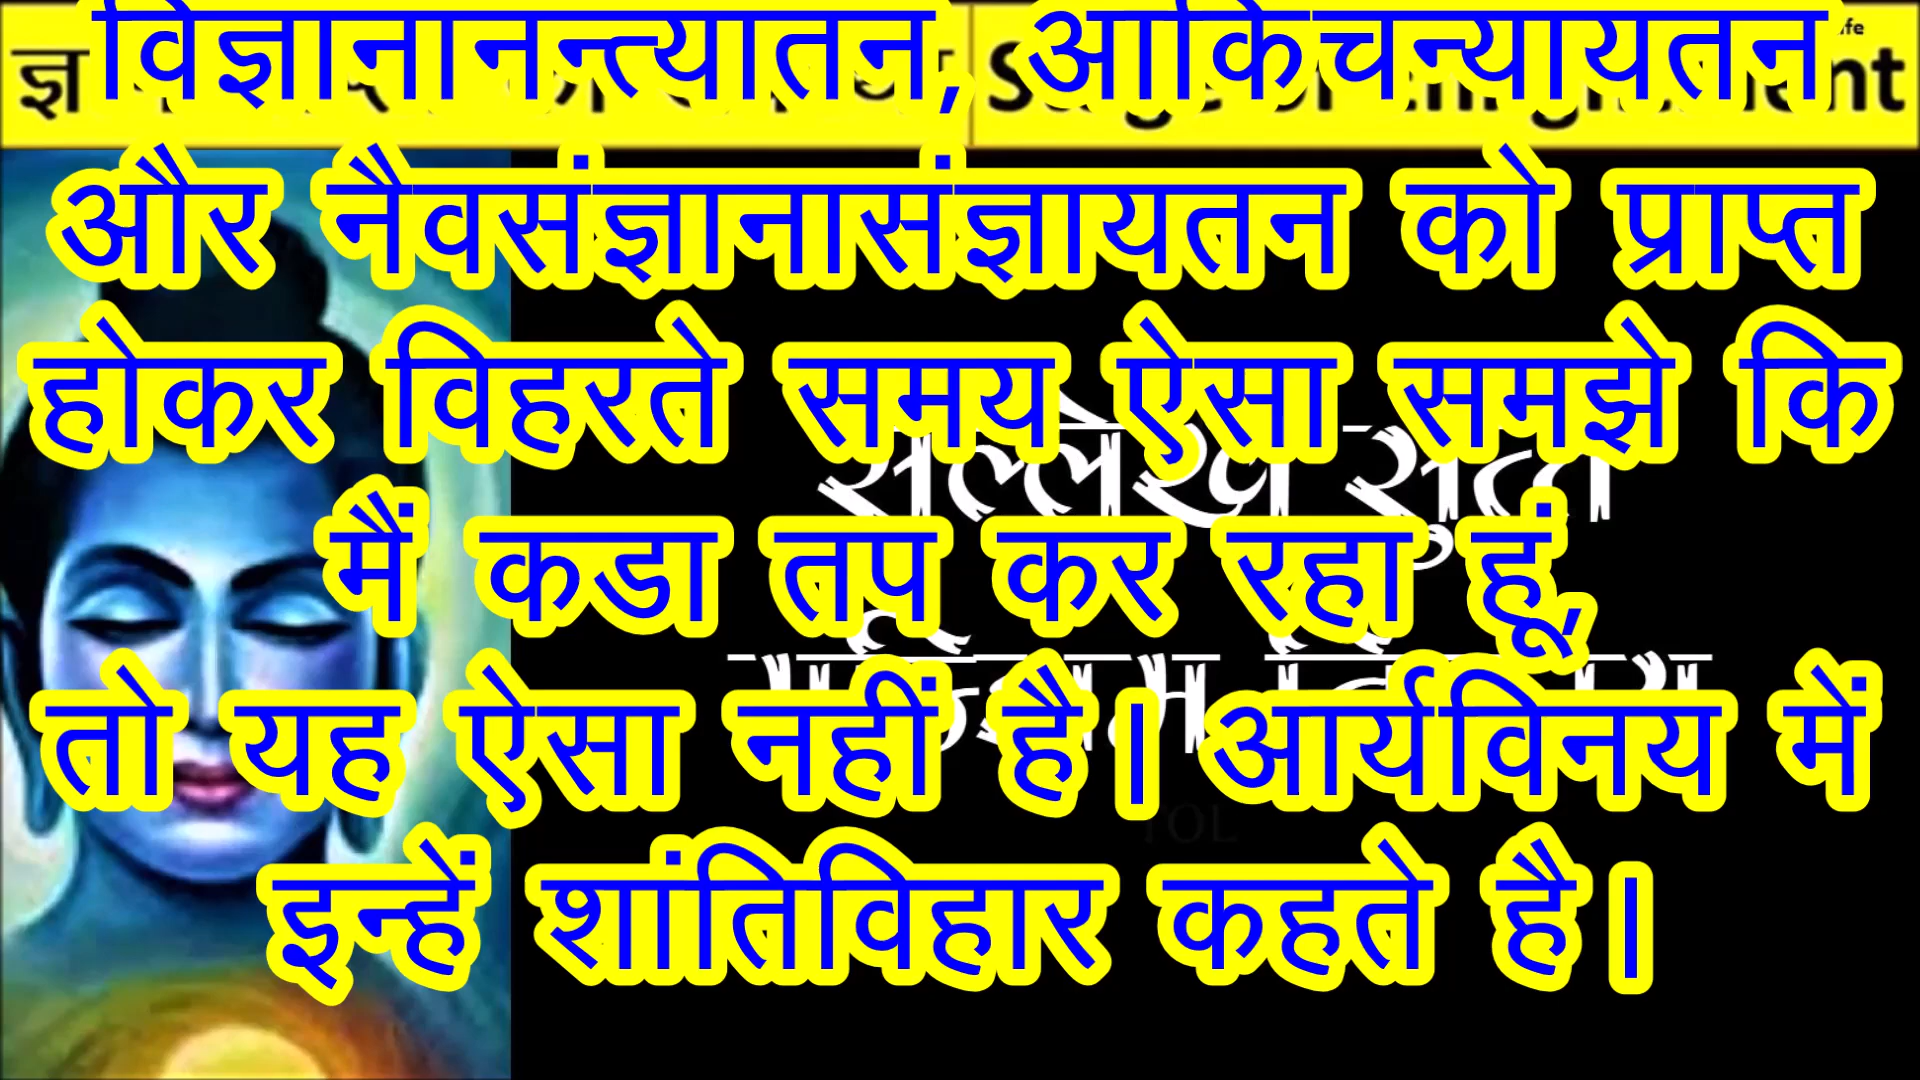 विज्ञानानन्त्यातन, आकिचन्यायतन
और नैवसंज्ञानासंज्ञायतन को प्राप्त
होकर विहरते समय ऐसा समझे कि
मैं कडा तप कर रहा हूं,
तो यह ऐसा नहीं है। आर्यविनय में
इन्हें शांतिविहार कहते है।
सल्लेख सुत्त